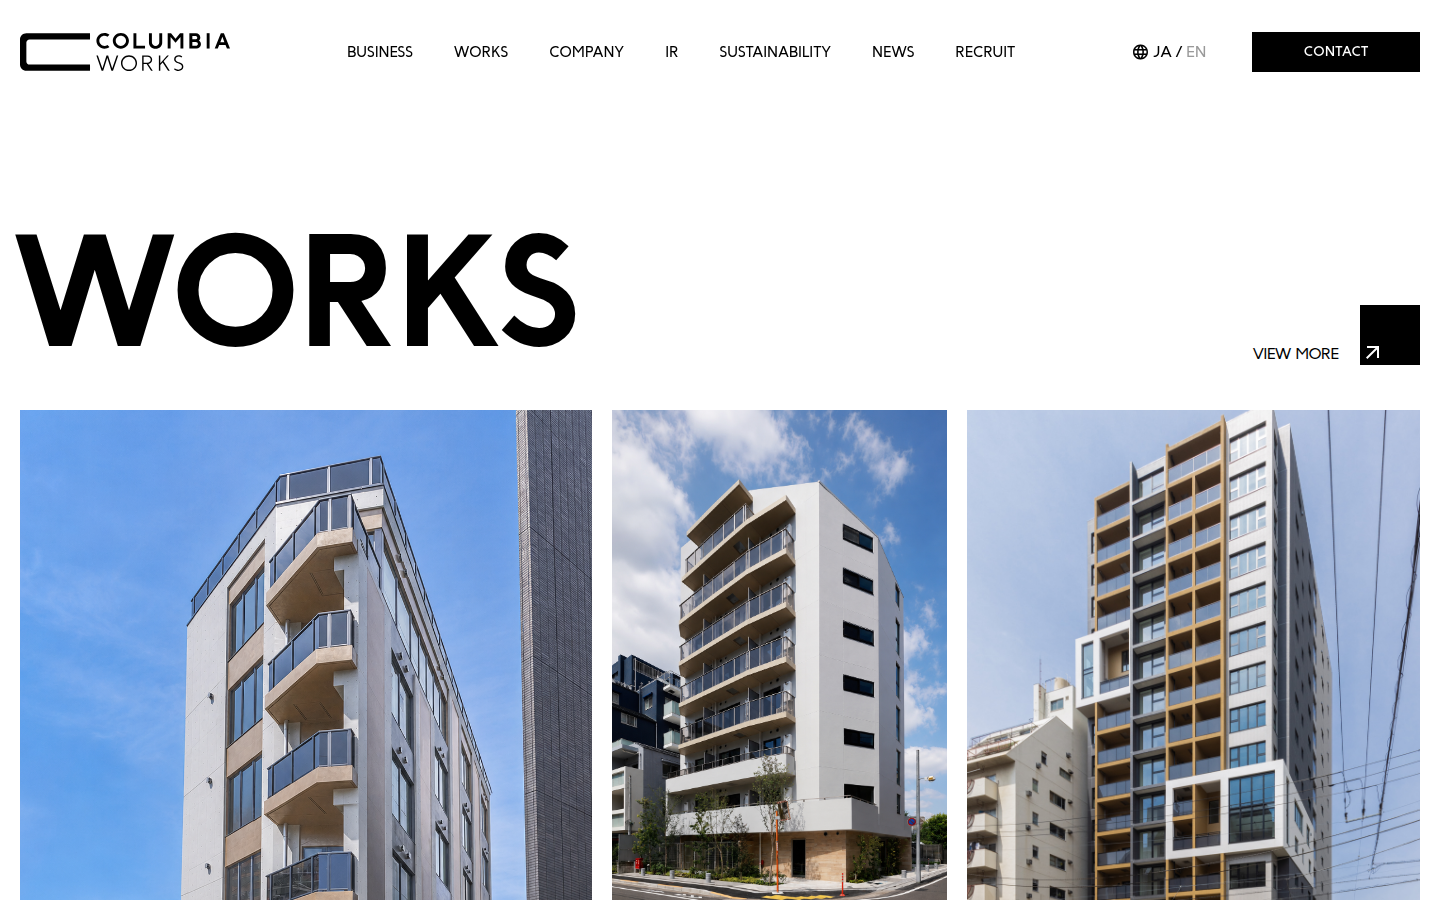 COLUMBIA
WORKS
BUSINESS
WORKS
COMPANY
IR
SUSTAINABILITY
NEWS
RECRUIT
JA / EN
CONTACT
WORKS
VIEW MORE